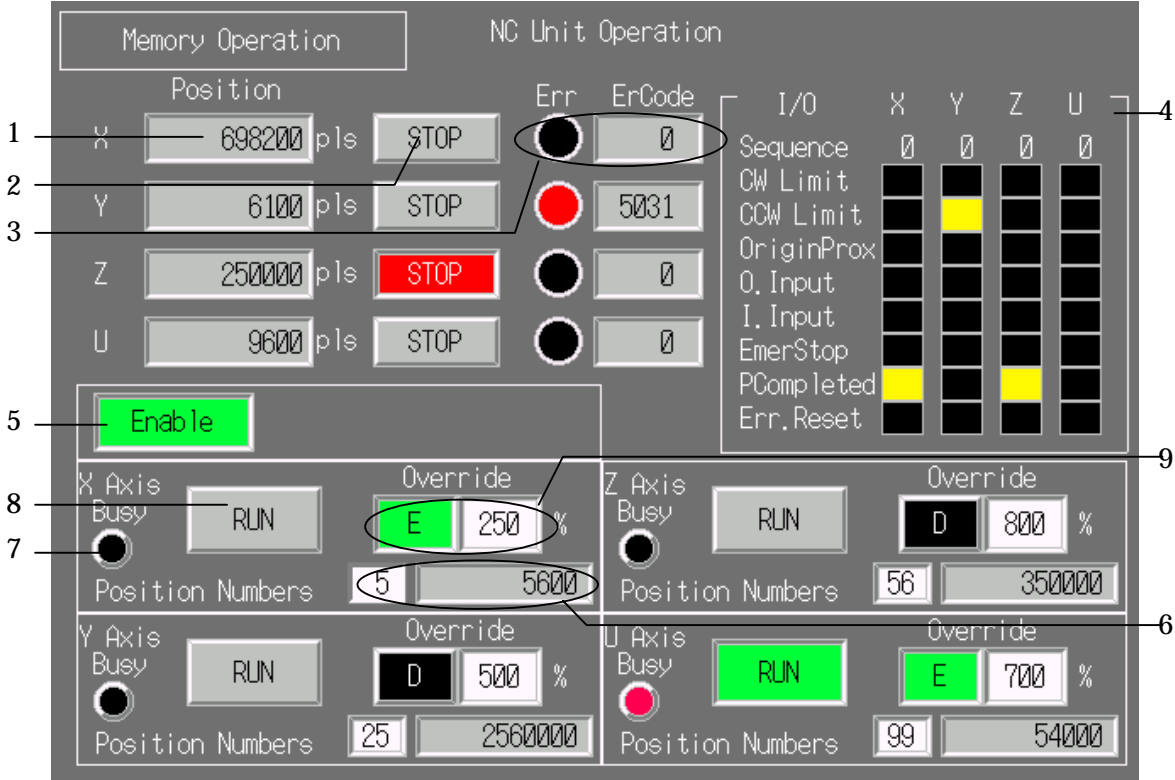 Memory Operation NC Unit Operation
Position Err ErCode I/O X Y Z U 4
1 X 698200 pls STOP 0 Sequence 0 0 0 0
2 CW Limit
Y 6100 pls STOP 5031 CCW Limit
3 OriginProx
Z 250000 pls STOP 0 O.Input
I.Input
U 9600 pls STOP 0 EmerStop
PCompleted
5 Enable Err.Reset
9
X Axis Override
8 Busy RUN E 250 %
7
Position Numbers 5 5600
Z Axis Override
Busy RUN D 800 %
Position Numbers 56 350000
6
Y Axis Override
Busy RUN D 500 %
Position Numbers 25 2560000
U Axis Override
Busy RUN E 700 %
Position Numbers 99 54000